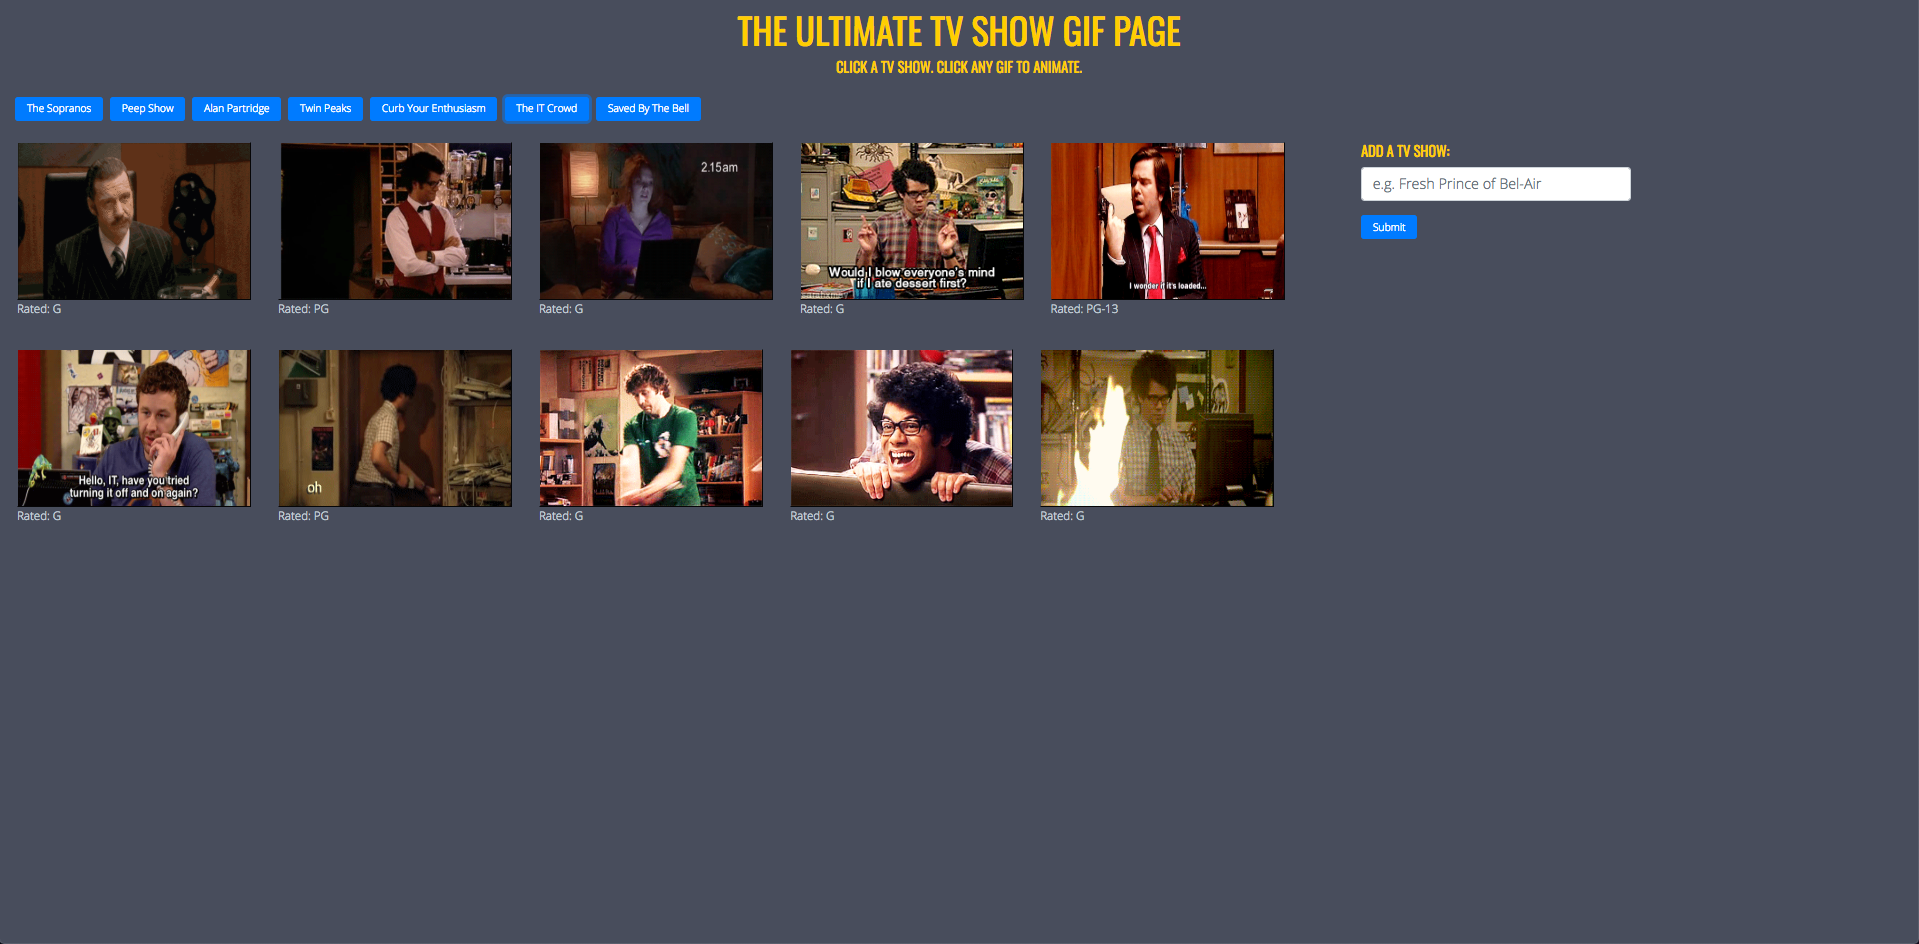 THE ULTIMATE TV SHOW GIF PAGE
CLICK A TV SHOW. CLICK ANY GIF TO ANIMATE.
The Sopranos
Peep Show
Alan Partridge
Twin Peaks
Curb Your Enthusiasm
The IT Crowd
Saved By The Bell
2.15am
Would I blow everyone's mind
if I ate dessert first?
I wonder if it's loaded...
Rated: G
Rated: PG
Rated: G
Rated: G
Rated: PG-13
ADD A TV SHOW:
e.g. Fresh Prince of Bel-Air
Submit
Hello, IT, have you tried
turning it off and on again?
oh
Rated: G
Rated: PG
Rated: G
Rated: G
Rated: G